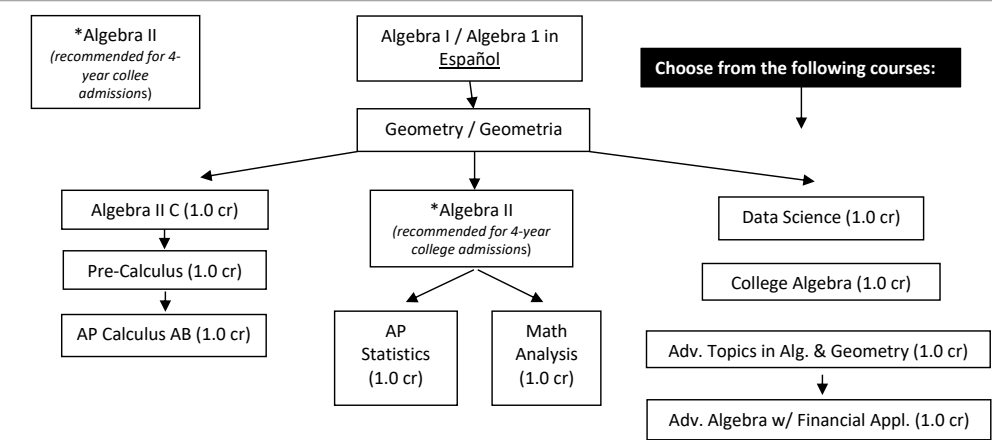 *Algebra II
(recommended for 4-
year collee
admissions)
Algebra I / Algebra 1 in
Español
Choose from the following courses:
Geometry / Geometria
Algebra II C (1.0 cr)
Pre-Calculus (1.0 cr)
AP Calculus AB (1.0 cr)
*Algebra II
(recommended for 4-year
college admissions)
AP
Statistics
(1.0 cr)
Math
Analysis
(1.0 cr)
Data Science (1.0 cr)
College Algebra (1.0 cr)
Adv. Topics in Alg. & Geometry (1.0 cr)
Adv. Algebra w/ Financial Appl. (1.0 cr)